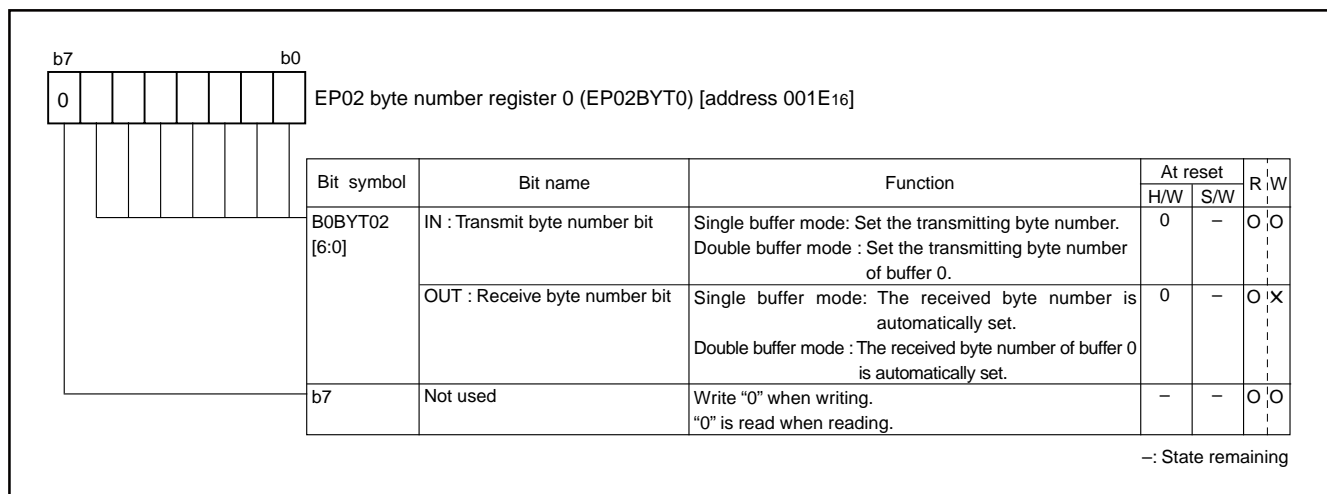 b7 b0
0 EP02 byte number register 0 (EP02BYT0) [address 001E16]
Bit symbol Bit name Function At reset R W
H/W S/W
B0BYT02 IN : Transmit byte number bit Single buffer mode: Set the transmitting byte number. 0 – O O
[6:0] Double buffer mode : Set the transmitting byte number
of buffer 0.
OUT : Receive byte number bit Single buffer mode: The received byte number is 0 – O ×
automatically set.
Double buffer mode : The received byte number of buffer 0
is automatically set.
b7 Not used Write “0” when writing. – – O O
“0” is read when reading.
–: State remaining